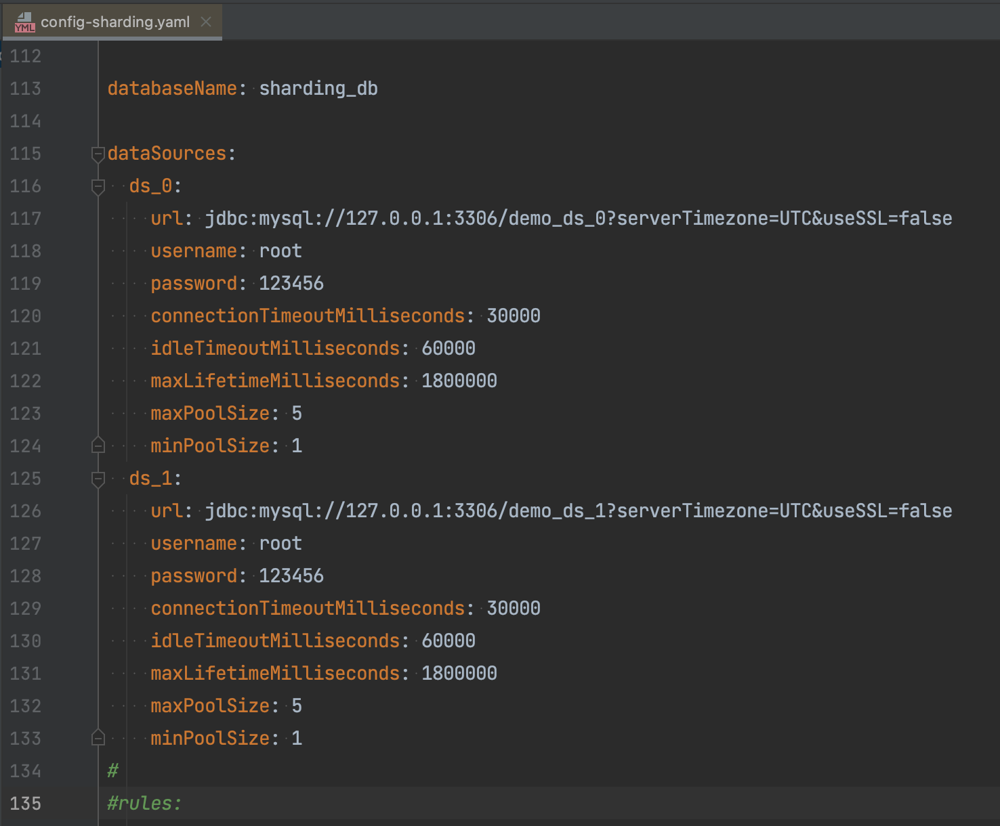 YML config-sharding.yaml
112
113 databaseName: sharding_db
114
115 dataSources:
116   ds_0:
117     url: jdbc:mysql://127.0.0.1:3306/demo_ds_0?serverTimezone=UTC&useSSL=false
118     username: root
119     password: 123456
120     connectionTimeoutMilliseconds: 30000
121     idleTimeoutMilliseconds: 60000
122     maxLifetimeMilliseconds: 1800000
123     maxPoolSize: 5
124     minPoolSize: 1
125   ds_1:
126     url: jdbc:mysql://127.0.0.1:3306/demo_ds_1?serverTimezone=UTC&useSSL=false
127     username: root
128     password: 123456
129     connectionTimeoutMilliseconds: 30000
130     idleTimeoutMilliseconds: 60000
131     maxLifetimeMilliseconds: 1800000
132     maxPoolSize: 5
133     minPoolSize: 1
134 #
135 #rules: